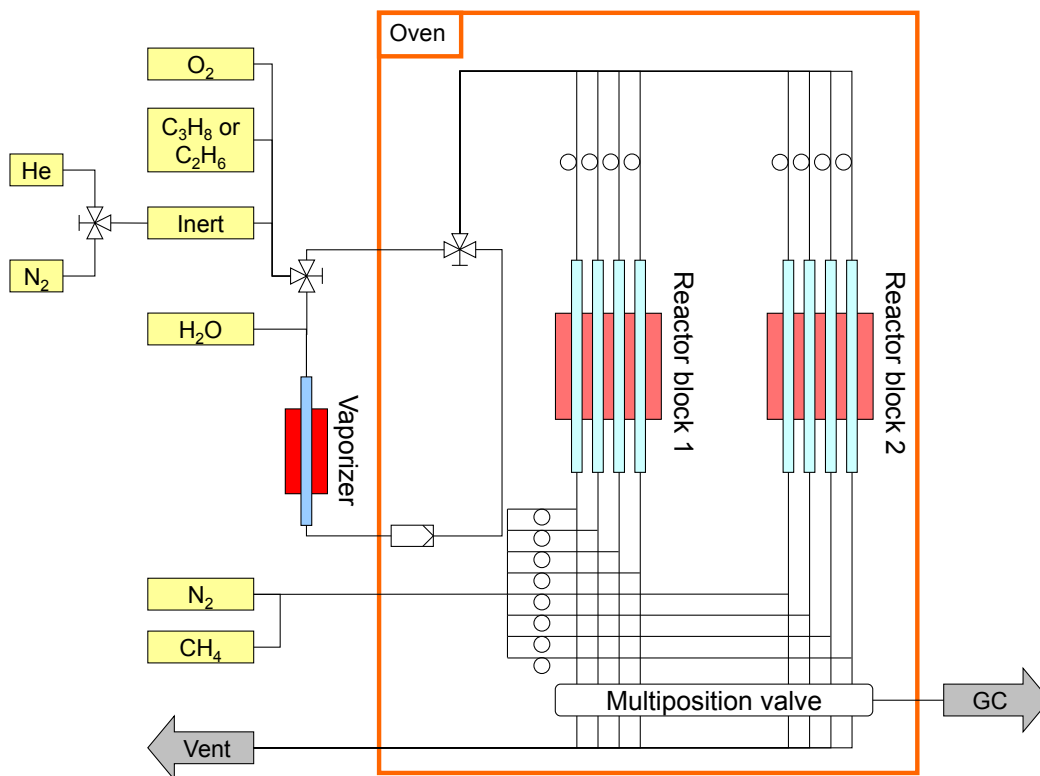 Oven
O₂
C₃H₈ or
C₂H₆
He
Inert
N₂
H₂O
Vaporizer
Reactor block 1
Reactor block 2
N₂
CH₄
Multiposition valve
GC
Vent